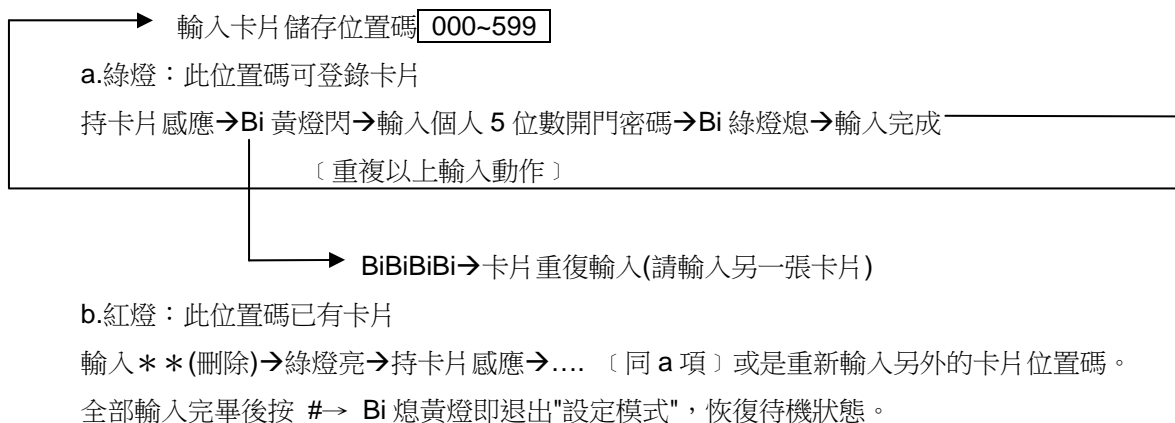 輸入卡片儲存位置碼 000~599
a.綠燈：此位置碼可登錄卡片
持卡片感應→Bi 黃燈閃→輸入個人 5 位數開門密碼→Bi 綠燈熄→輸入完成
﹝重複以上輸入動作﹞
BiBiBiBi→卡片重復輸入(請輸入另一張卡片)
b.紅燈：此位置碼已有卡片
輸入＊＊(刪除)→綠燈亮→持卡片感應→…. ﹝同 a 項﹞或是重新輸入另外的卡片位置碼。
全部輸入完畢後按 #→ Bi 熄黃燈即退出"設定模式"，恢復待機狀態。